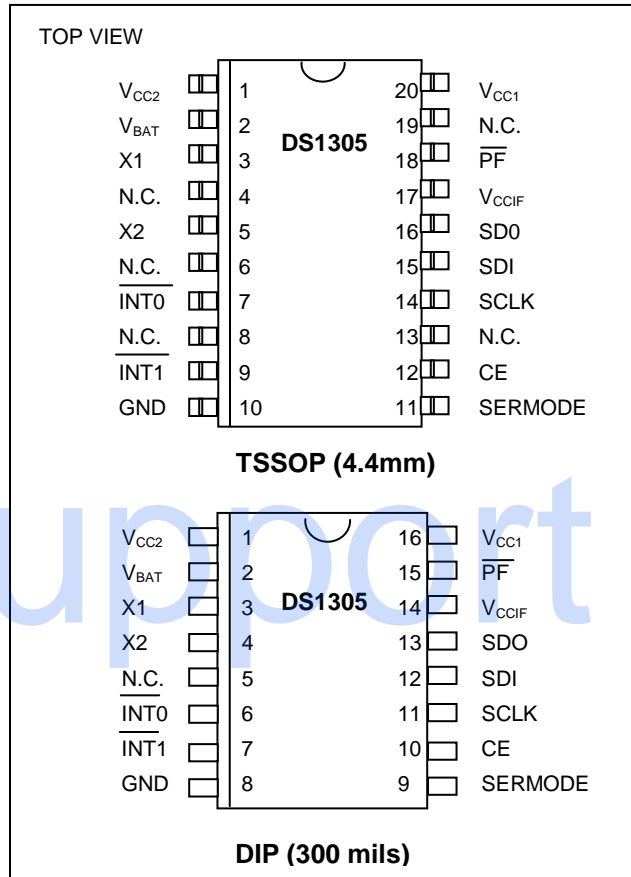 TOP VIEW
VCC2 1 20 VCC1
VBAT 2 DS1305 19 N.C.
X1 3 18 PF
N.C. 4 17 VCCIF
X2 5 16 SD0
N.C. 6 15 SDI
INT0 7 14 SCLK
N.C. 8 13 N.C.
INT1 9 12 CE
GND 10 11 SERMODE
TSSOP (4.4mm)
upport
VCC2 1 16 VCC1
VBAT 2 15 PF
X1 3 DS1305 14 VCCIF
X2 4 13 SDO
N.C. 5 12 SDI
INT0 6 11 SCLK
INT1 7 10 CE
GND 8 9 SERMODE
DIP (300 mils)